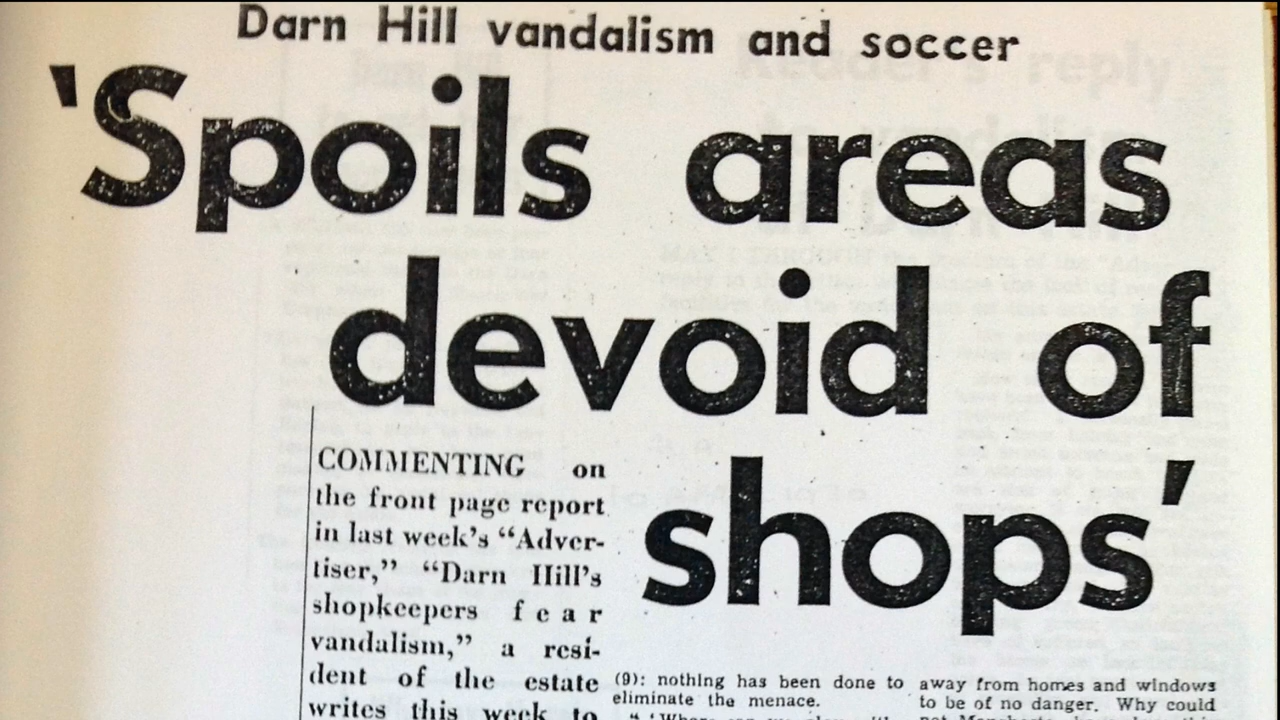 Darn Hill vandalism and soccer
'Spoils areas
devoid of
shops'
COMMENTING on
the front page report
in last week's “Adver-
tiser,” “Darn Hill's
shopkeepers fear
vandalism,” a resi-
dent of the estate
writes this week to
(9): nothing has been done to
eliminate the menace.
away from homes and windows
to be of no danger. Why could